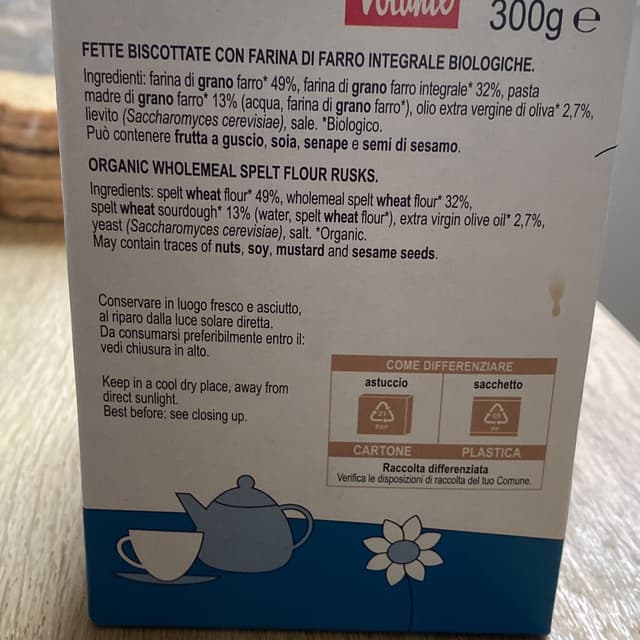 Volante
300g e
FETTE BISCOTTATE CON FARINA DI FARRO INTEGRALE BIOLOGICHE.
Ingredienti: farina di grano farro* 49%, farina di grano farro integrale* 32%, pasta
madre di grano farro* 13% (acqua, farina di grano farro*), olio extra vergine di oliva* 2,7%,
lievito (Saccharomyces cerevisiae), sale. *Biologico.
Può contenere frutta a guscio, soia, senape e semi di sesamo.
ORGANIC WHOLEMEAL SPELT FLOUR RUSKS.
Ingredients: spelt wheat flour* 49%, wholemeal spelt wheat flour* 32%,
spelt wheat sourdough* 13% (water, spelt wheat flour*), extra virgin olive oil* 2,7%,
yeast (Saccharomyces cerevisiae), salt. *Organic.
May contain traces of nuts, soy, mustard and sesame seeds.
Conservare in luogo fresco e asciutto,
al riparo dalla luce solare diretta.
Da consumarsi preferibilmente entro il:
vedi chiusura in alto.
Keep in a cool dry place, away from
direct sunlight.
Best before: see closing up.
COME DIFFERENZIARE
astuccio sacchetto
21 05
PAP PP
CARTONE PLASTICA
Raccolta differenziata
Verifica le disposizioni di raccolta del tuo Comune.